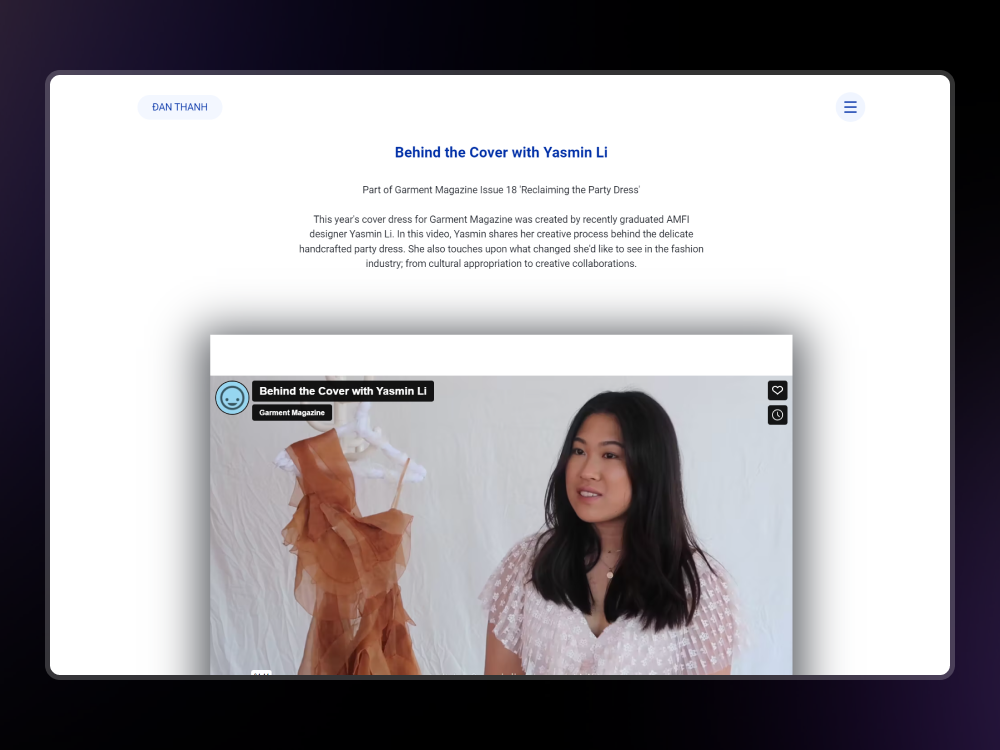 ĐAN THANH
Behind the Cover with Yasmin Li
Part of Garment Magazine Issue 18 'Reclaiming the Party Dress'
This year's cover dress for Garment Magazine was created by recently graduated AMFI
designer Yasmin Li. In this video, Yasmin shares her creative process behind the delicate
handcrafted party dress. She also touches upon what changed she'd like to see in the fashion
industry; from cultural appropriation to creative collaborations.
Behind the Cover with Yasmin Li
Garment Magazine